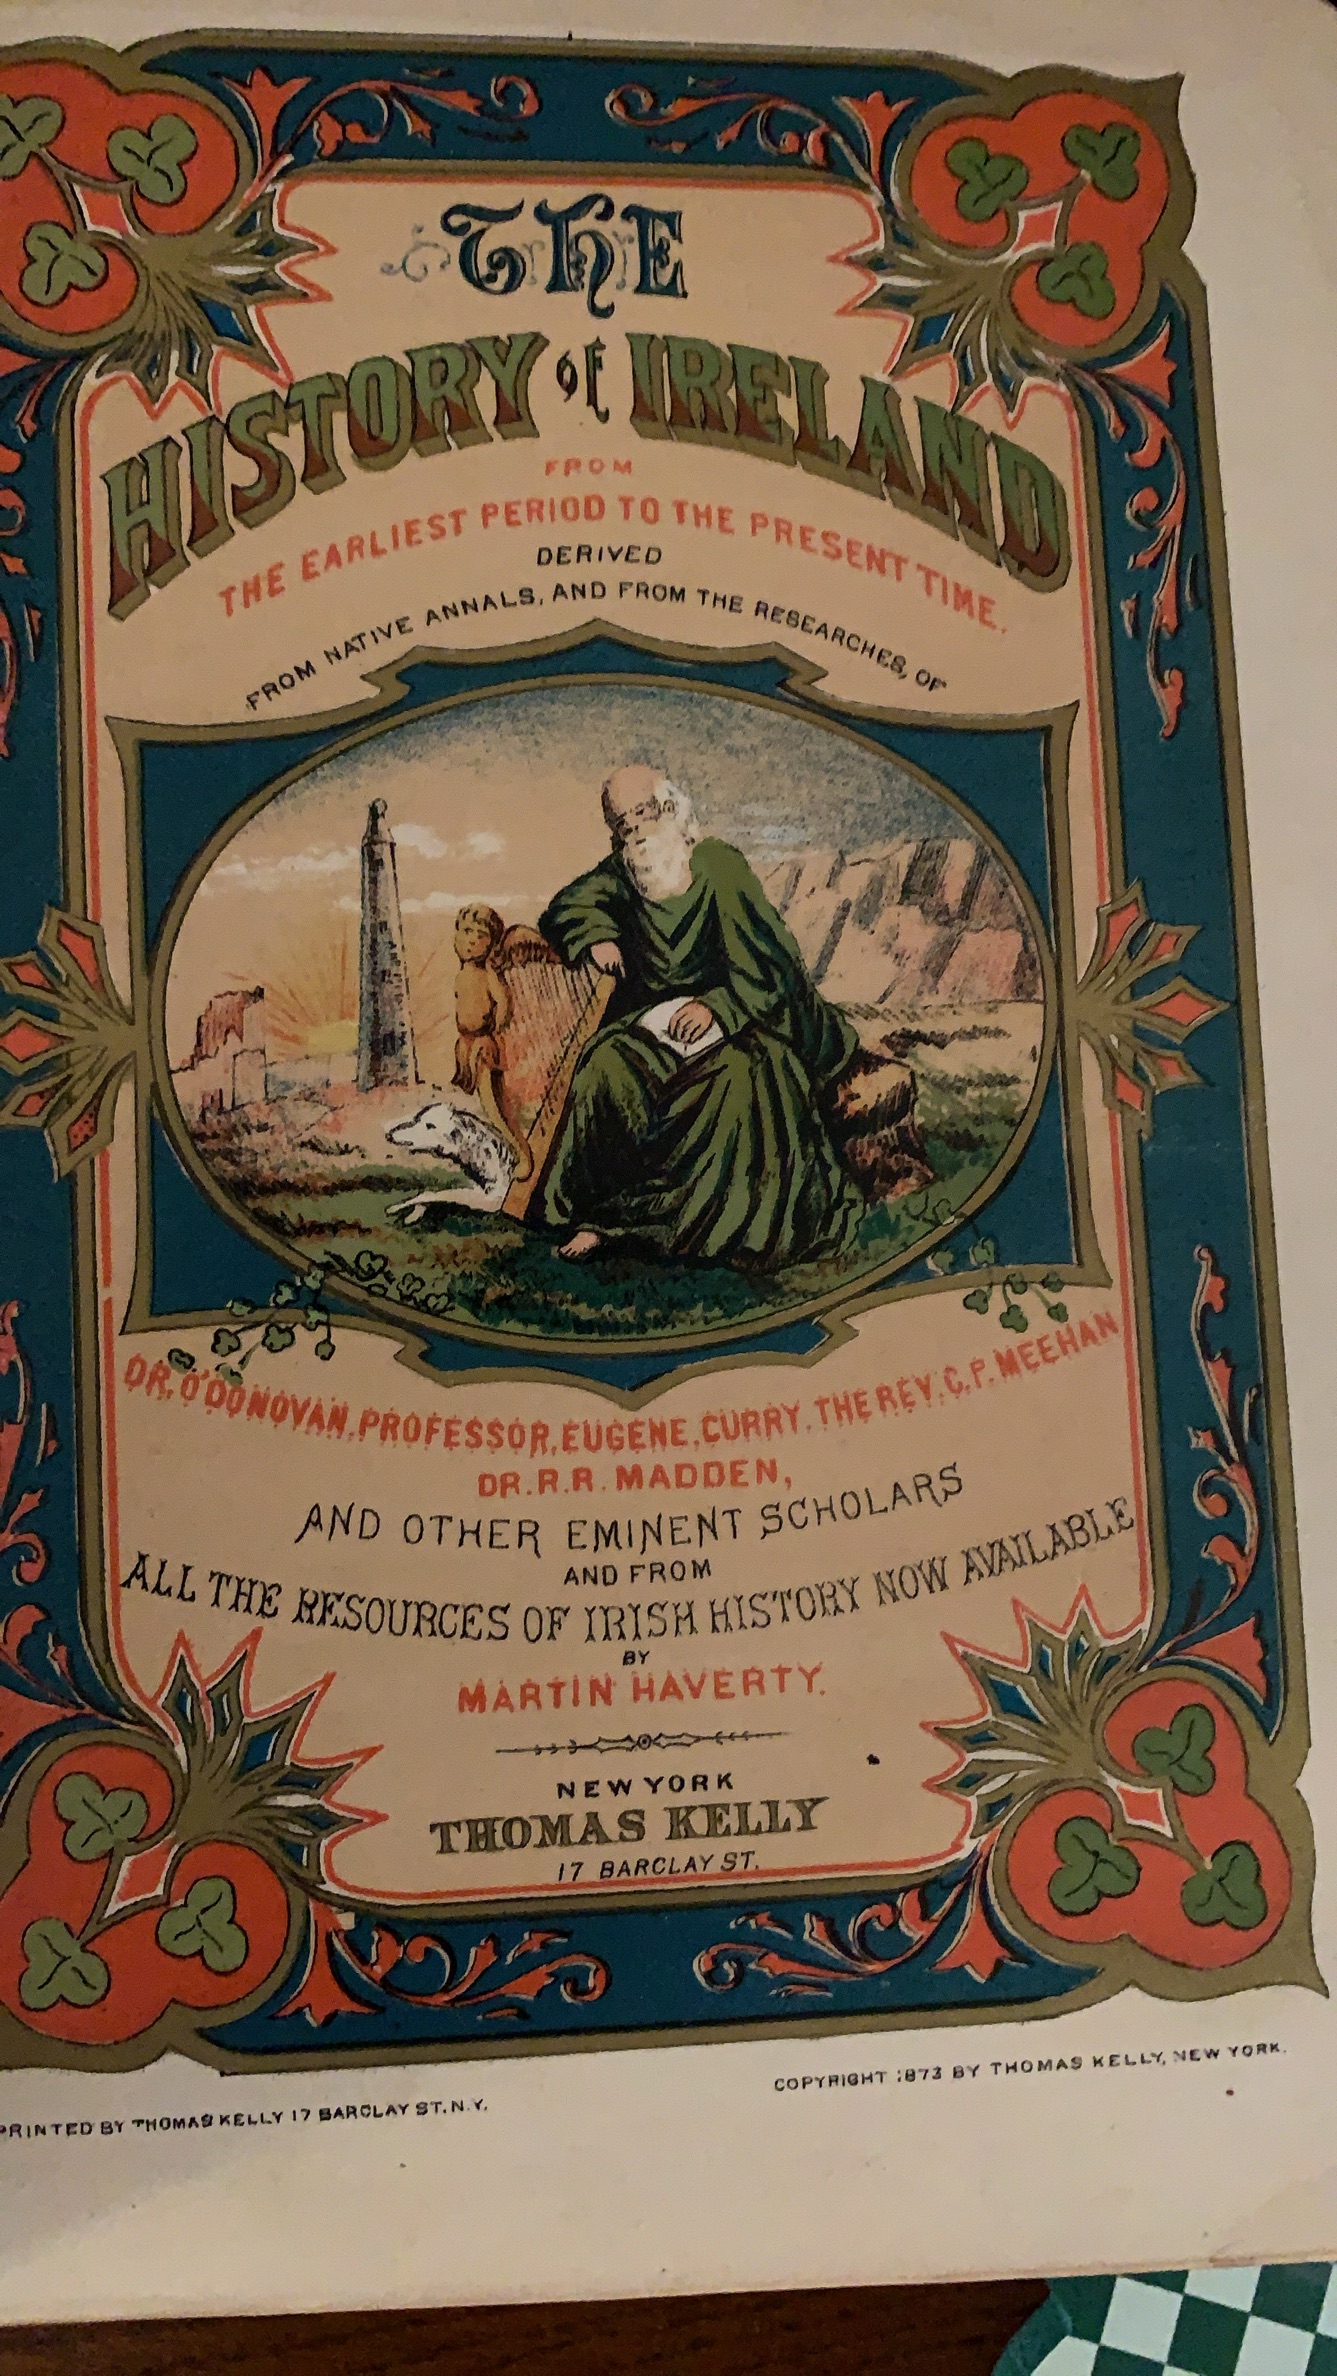 THE
HISTORY of IRELAND
FROM
THE EARLIEST PERIOD TO THE PRESENT TIME.
DERIVED
FROM NATIVE ANNALS, AND FROM THE RESEARCHES, OF
DR. O'DONOVAN, PROFESSOR, EUGENE, CURRY, THE REV. C. P. MEEHAN
DR. R. R. MADDEN,
AND OTHER EMINENT SCHOLARS
AND FROM
ALL THE RESOURCES OF IRISH HISTORY NOW AVAILABLE
BY
MARTIN HAVERTY.
NEW YORK
THOMAS KELLY
17 BARCLAY ST.
COPYRIGHT 1873 BY THOMAS KELLY, NEW YORK.
PRINTED BY THOMAS KELLY 17 BARCLAY ST. N.Y.